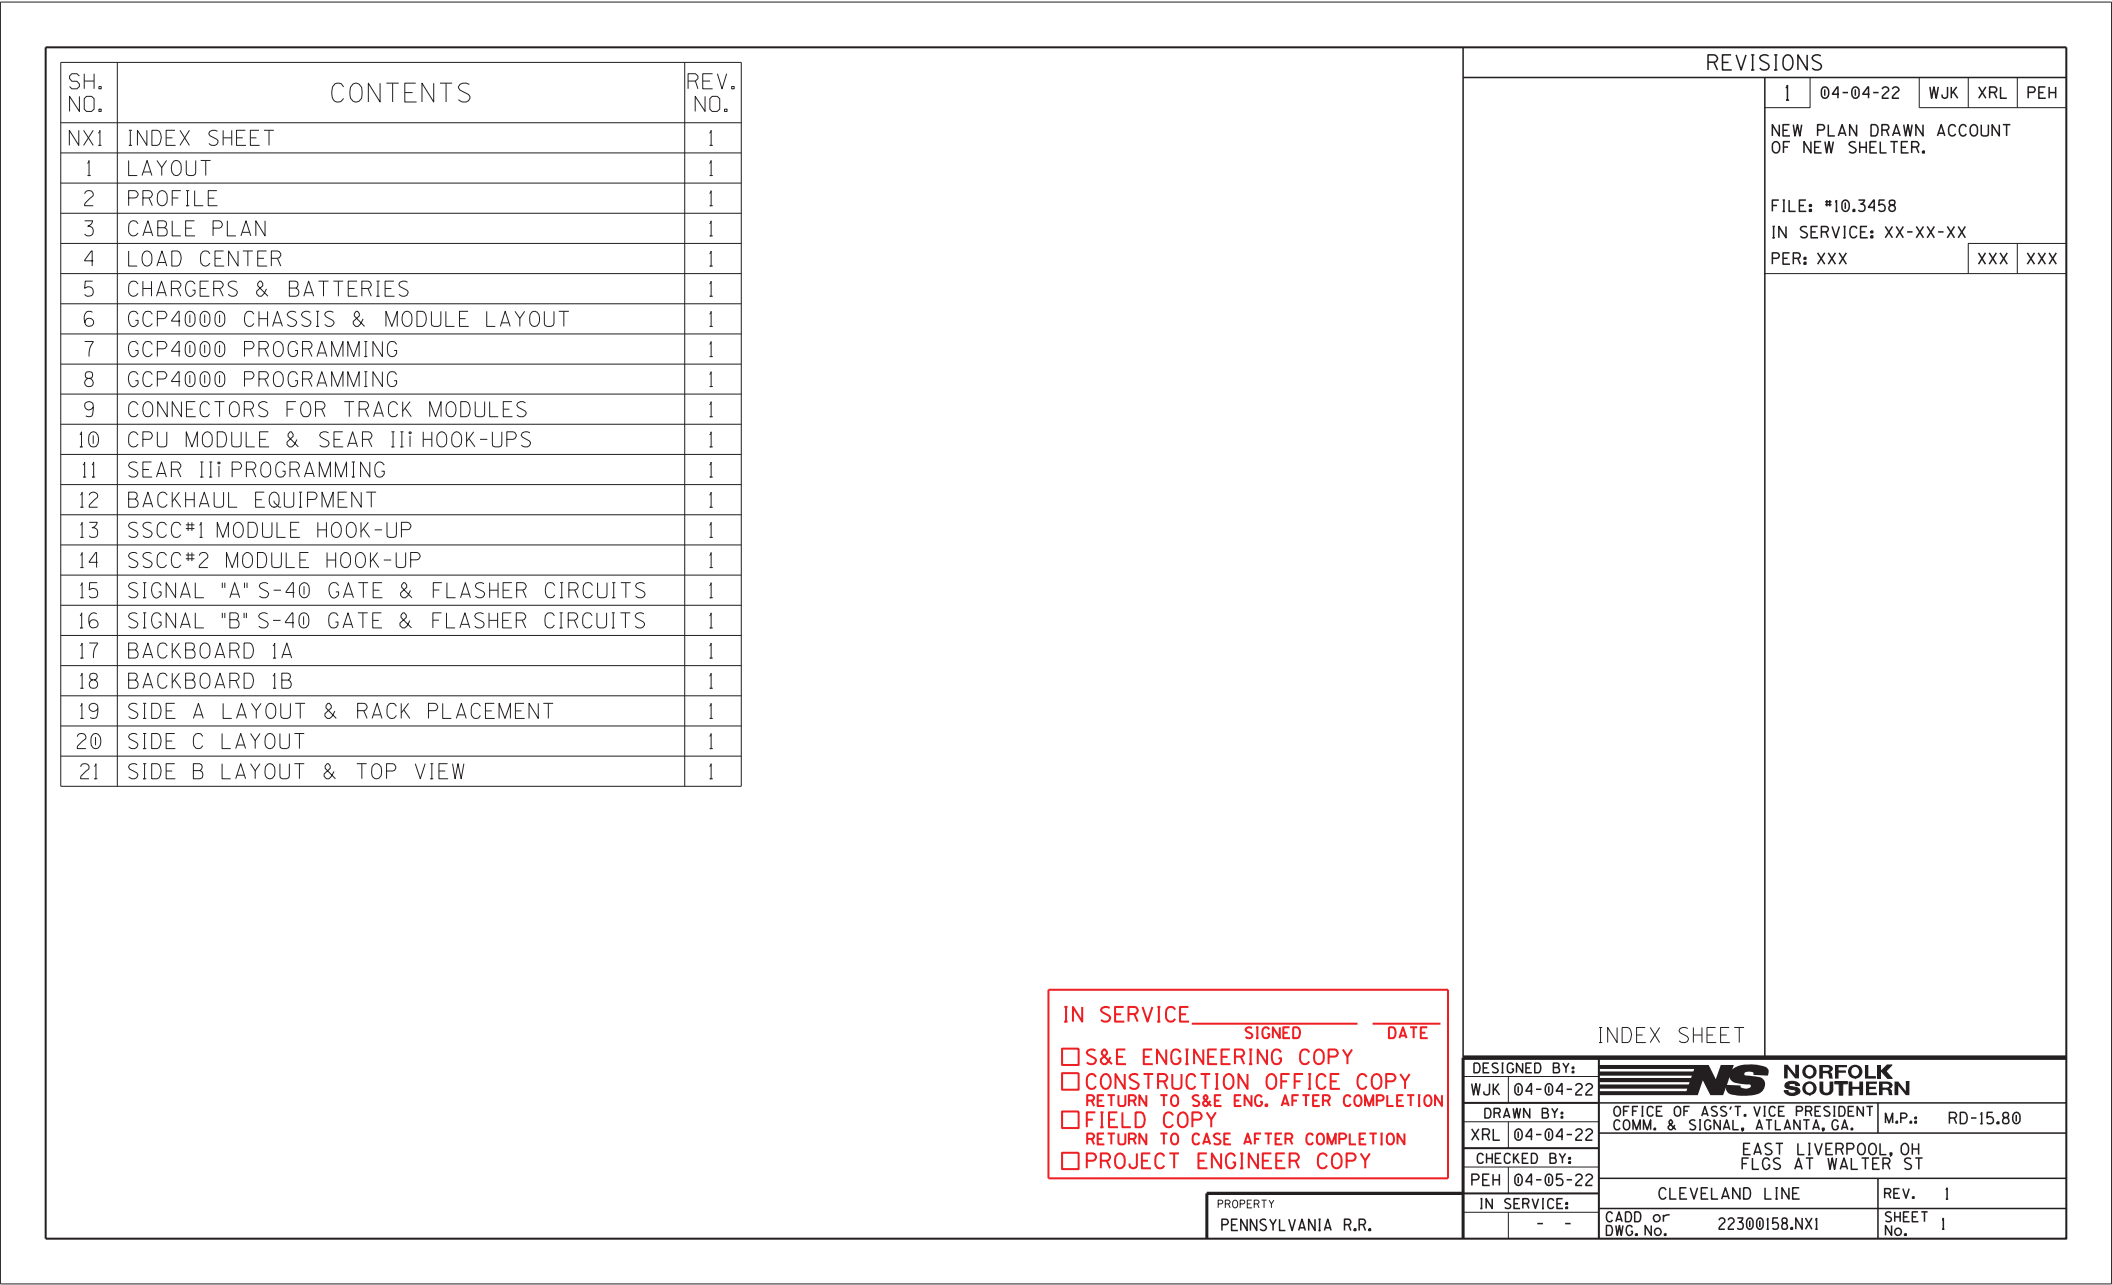 SH. NO. CONTENTS REV. NO.
NX1 INDEX SHEET 1
1 LAYOUT 1
2 PROFILE 1
3 CABLE PLAN 1
4 LOAD CENTER 1
5 CHARGERS & BATTERIES 1
6 GCP4000 CHASSIS & MODULE LAYOUT 1
7 GCP4000 PROGRAMMING 1
8 GCP4000 PROGRAMMING 1
9 CONNECTORS FOR TRACK MODULES 1
10 CPU MODULE & SEAR IIi HOOK-UPS 1
11 SEAR IIi PROGRAMMING 1
12 BACKHAUL EQUIPMENT 1
13 SSCC#1 MODULE HOOK-UP 1
14 SSCC#2 MODULE HOOK-UP 1
15 SIGNAL "A" S-40 GATE & FLASHER CIRCUITS 1
16 SIGNAL "B" S-40 GATE & FLASHER CIRCUITS 1
17 BACKBOARD 1A 1
18 BACKBOARD 1B 1
19 SIDE A LAYOUT & RACK PLACEMENT 1
20 SIDE C LAYOUT 1
21 SIDE B LAYOUT & TOP VIEW 1
REVISIONS
1 04-04-22 WJK XRL PEH
NEW PLAN DRAWN ACCOUNT
OF NEW SHELTER.
FILE: #10.3458
IN SERVICE: XX-XX-XX
PER: XXX XXX XXX
INDEX SHEET
IN SERVICE
SIGNED DATE
S&E ENGINEERING COPY
CONSTRUCTION OFFICE COPY
RETURN TO S&E ENG. AFTER COMPLETION
FIELD COPY
RETURN TO CASE AFTER COMPLETION
PROJECT ENGINEER COPY
PROPERTY
PENNSYLVANIA R.R.
DESIGNED BY:
WJK 04-04-22
DRAWN BY:
XRL 04-04-22
CHECKED BY:
PEH 04-05-22
IN SERVICE:
- -
NS NORFOLK
SOUTHERN
OFFICE OF ASS'T. VICE PRESIDENT
COMM. & SIGNAL, ATLANTA, GA.
M.P.: RD-15.80
EAST LIVERPOOL, OH
FLGS AT WALTER ST
CLEVELAND LINE
REV. 1
CADD or
DWG. No.
22300158.NX1
SHEET
No. 1